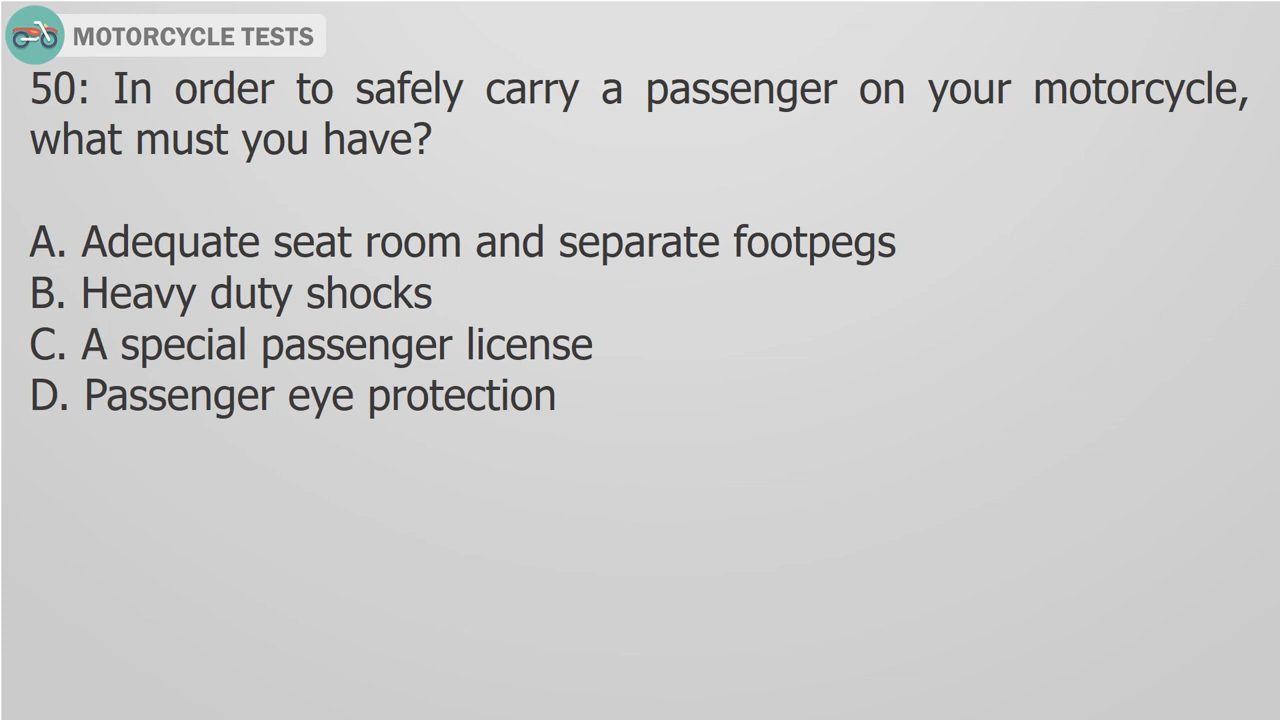 MOTORCYCLE TESTS
50: In order to safely carry a passenger on your motorcycle,
what must you have?
A. Adequate seat room and separate footpegs
B. Heavy duty shocks
C. A special passenger license
D. Passenger eye protection